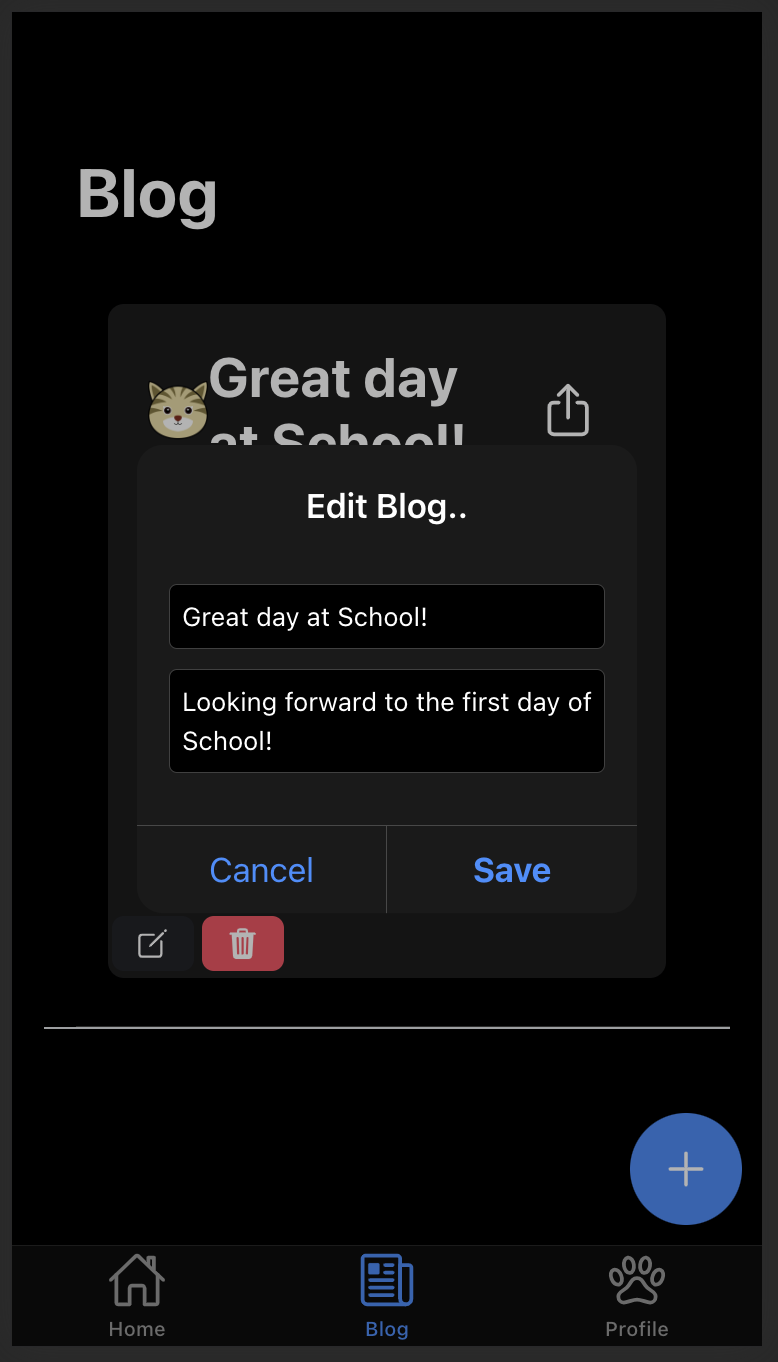 Blog
Great day
at School!
Edit Blog..
Great day at School!
Looking forward to the first day of
School!
Cancel
Save
Home
Blog
Profile